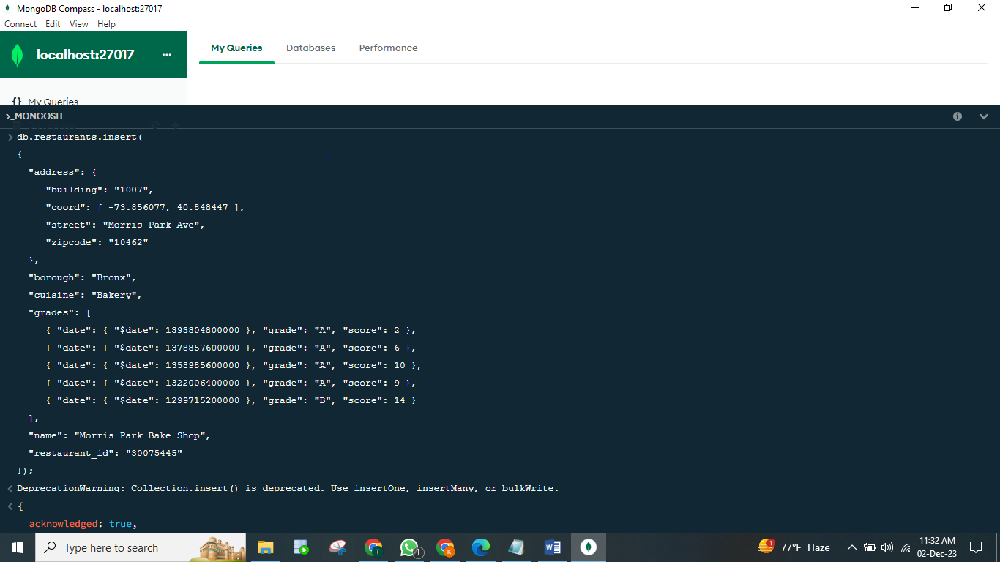 MongoDB Compass - localhost:27017
Connect Edit View Help
localhost:27017 ...
My Queries Databases Performance
{} My Queries
>_MONGOSH
> db.restaurants.insert(
{
"address": {
"building": "1007",
"coord": [ -73.856077, 40.848447 ],
"street": "Morris Park Ave",
"zipcode": "10462"
},
"borough": "Bronx",
"cuisine": "Bakery",
"grades": [
{ "date": { "$date": 1393804800000 }, "grade": "A", "score": 2 },
{ "date": { "$date": 1378857600000 }, "grade": "A", "score": 6 },
{ "date": { "$date": 1358985600000 }, "grade": "A", "score": 10 },
{ "date": { "$date": 1322006400000 }, "grade": "A", "score": 9 },
{ "date": { "$date": 1299715200000 }, "grade": "B", "score": 14 }
],
"name": "Morris Park Bake Shop",
"restaurant_id": "30075445"
});
< DeprecationWarning: Collection.insert() is deprecated. Use insertOne, insertMany, or bulkWrite.
< {
acknowledged: true,
Type here to search
T
1
K
W
1
77°F Haze
11:32 AM
02-Dec-23